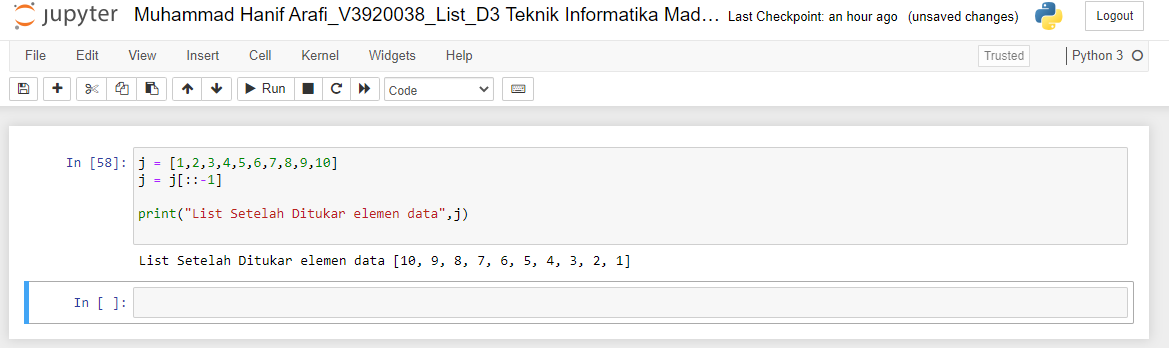 jupyter Muhammad Hanif Arafi_V3920038_List_D3 Teknik Informatika Mad... Last Checkpoint: an hour ago (unsaved changes) Logout
File Edit View Insert Cell Kernel Widgets Help Trusted Python 3
Run Code
In [58]: j = [1,2,3,4,5,6,7,8,9,10]
j = j[::-1]
print("List Setelah Ditukar elemen data",j)
List Setelah Ditukar elemen data [10, 9, 8, 7, 6, 5, 4, 3, 2, 1]
In [ ]: